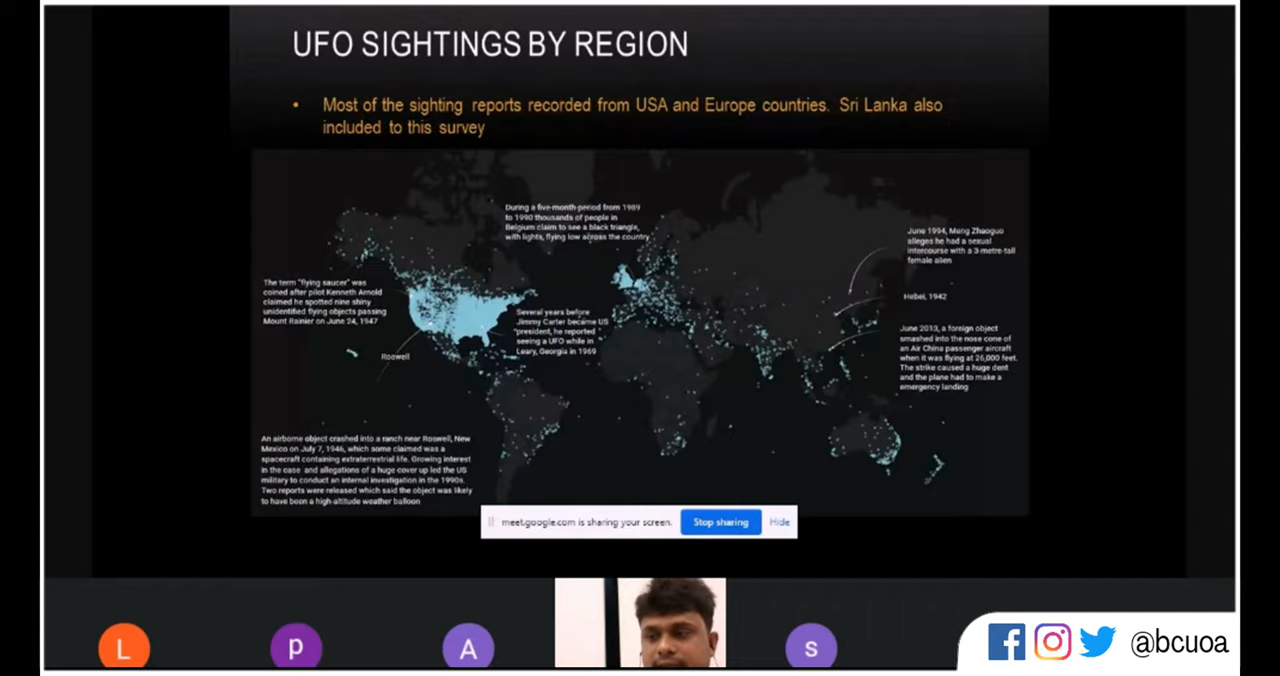 UFO SIGHTINGS BY REGION
• Most of the sighting reports recorded from USA and Europe countries. Sri Lanka also
included to this survey
During a five-month-period from 1989
to 1990 thousands of people in
Belgium claim to see a black triangle,
with lights, flying low across the country
June 1994, Meng Zhaoguo
alleges he had a sexual
intercourse with a 3-metre-tall
female alien
The term "flying saucer" was
coined after pilot Kenneth Arnold
claimed he spotted nine shiny
unidentified flying objects passing
Mount Rainier on June 24, 1947
Hebei, 1942
Several years before
Jimmy Carter became US
president, he reported
seeing a UFO while in
Leary, Georgia in 1969
June 2013, a foreign object
smashed into the nose cone of
an Air China passenger aircraft
when it was flying at 26,000 feet.
The strike caused a huge dent
and the plane had to make a
emergency landing
Roswell
An airborne object crashed into a ranch near Roswell, New
Mexico on July 7, 1946, which some claimed was a
spacecraft containing extraterrestrial life. Growing interest
in the case and allegations of a huge cover up led the US
military to conduct an internal investigation in the 1990s.
Two reports were released which said the object was likely
to have been a high-altitude weather balloon
meet.google.com is sharing your screen. Stop sharing Hide
L p A s
@bcuoa